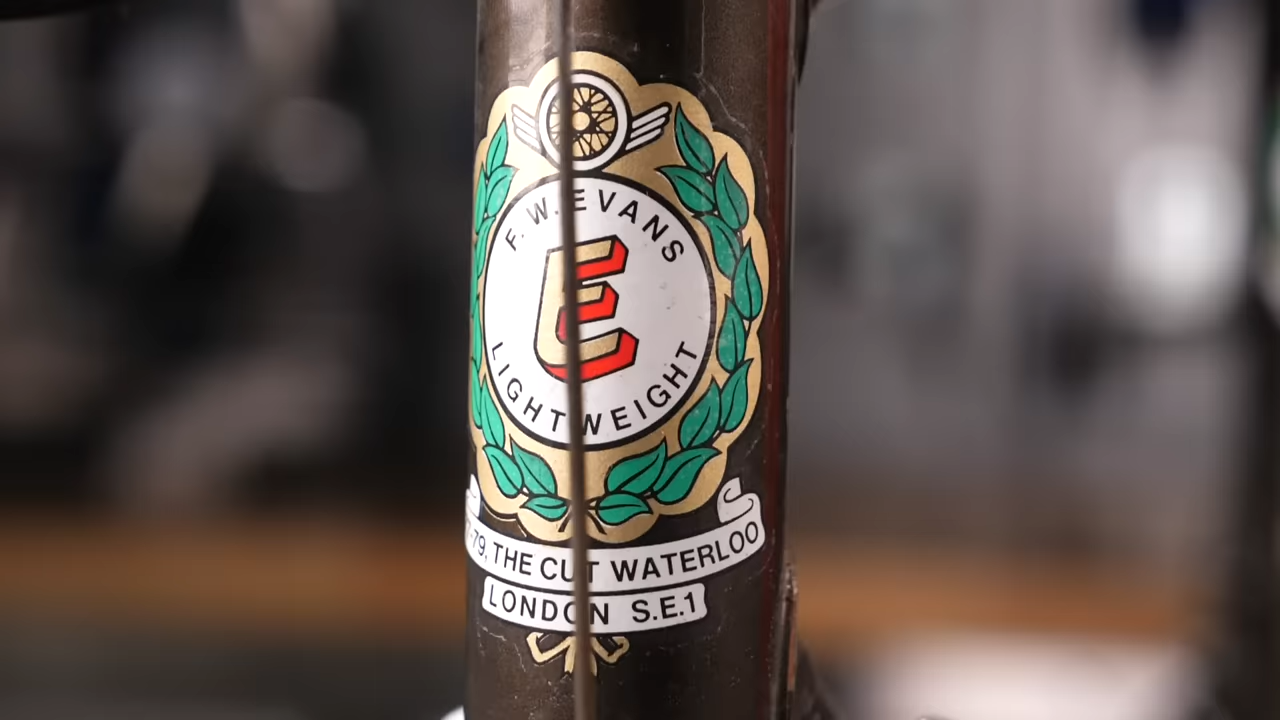 F. W. EVANS
E
LIGHTWEIGHT
-79, THE CUT WATERLOO
LONDON S.E.1